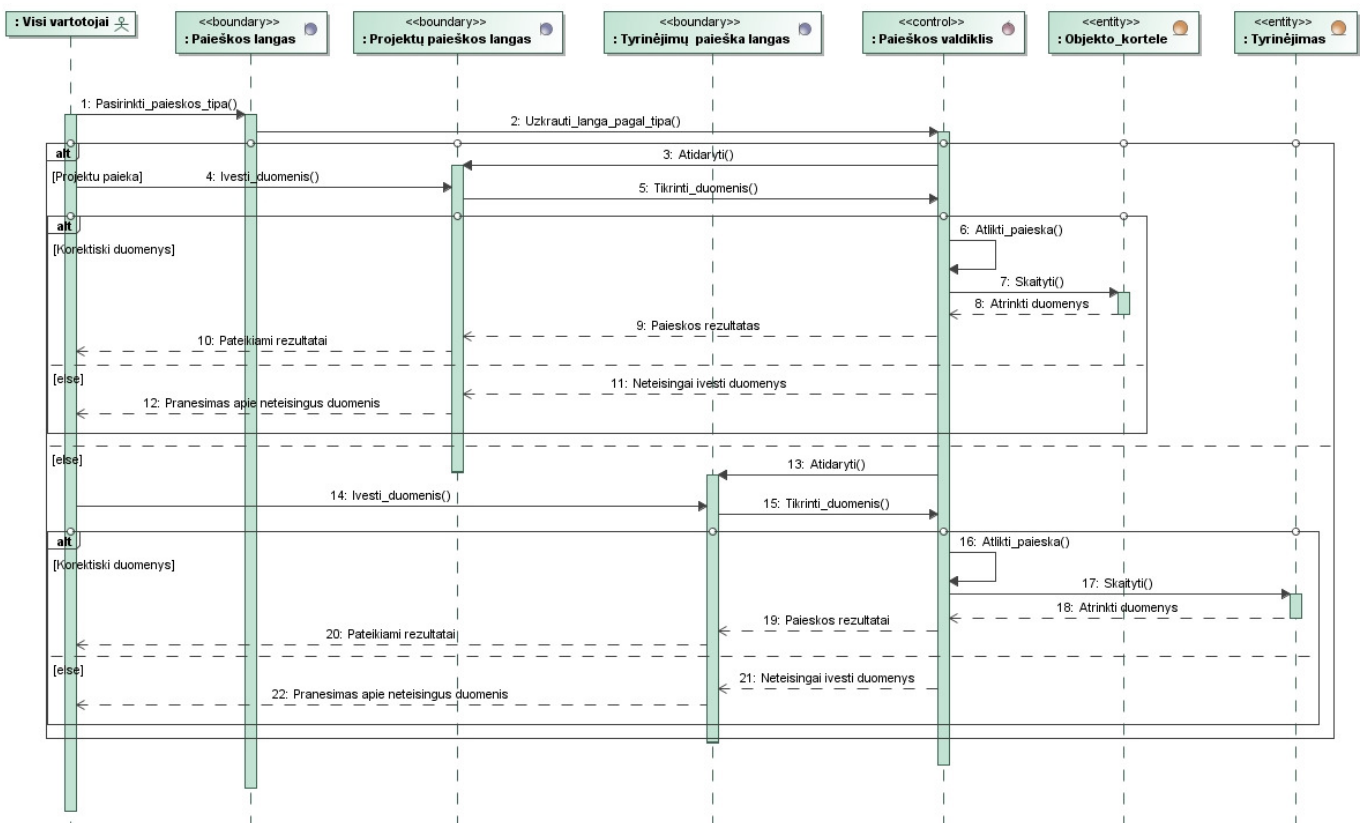 : Visi vartotojai
<<boundary>>
: Paieškos langas
<<boundary>>
: Projektų paieškos langas
<<boundary>>
: Tyrinėjimų paieška langas
<<control>>
: Paieškos valdiklis
<<entity>>
: Objekto_kortele
<<entity>>
: Tyrinėjimas
1: Pasirinkti_paieskos_tipa()
2: Uzkrauti_langa_pagal_tipa()
alt
3: Atidaryti()
[Projektu paieka]
4: Ivesti_duomenis()
5: Tikrinti_duomenis()
alt
6: Atlikti_paieska()
[Korektiski duomenys]
7: Skaityti()
8: Atrinkti duomenys
9: Paieskos rezultatas
10: Pateikiami rezultatai
[else]
11: Neteisingai ivesti duomenys
12: Pranesimas apie neteisingus duomenis
[else]
13: Atidaryti()
14: Ivesti_duomenis()
15: Tikrinti_duomenis()
alt
16: Atlikti_paieska()
[Korektiski duomenys]
17: Skaityti()
18: Atrinkti duomenys
19: Paieskos rezultatai
20: Pateikiami rezultatai
[else]
21: Neteisingai ivesti duomenys
22: Pranesimas apie neteisingus duomenis